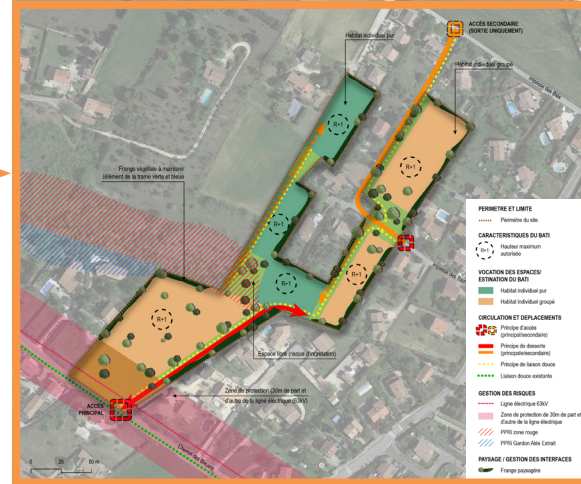 ACCÈS SECONDAIRE
(SORTIE UNIQUEMENT)
Habitat individuel pur
Habitat individuel groupé
Impasse des Blés
R+1
R+1
Frange végétale à maintenir
(élément de la trame verte et bleue
R+1
R+1
R+1
R+1
Espace libre (risque d'inondation)
Zone de protection (30m de part et
d'autre de la ligne électrique (63kV)
ACCÈS
PRINCIPAL
0 25 50 m
PERIMETRE ET LIMITE
Périmètre du site
CARACTERISTIQUES DU BATI
R+1
Hauteur maximum
autorisée
VOCATION DES ESPACES/
ESTINATION DU BATI
Habitat individuel pur
Habitat individuel groupé
CIRCULATION ET DEPLACEMENTS
Principe d'accès
(principal/secondaire)
Principe de desserte
(principale/secondaire)
Principe de liaison douce
Liaison douce existante
GESTION DES RISQUES
Ligne électrique 63kV
Zone de protection de 30m de part et
d'autre de la ligne électrique
PPRI zone rouge
PPRi Gardon Alès Extrait
PAYSAGE / GESTION DES INTERFACES
Frange paysagère